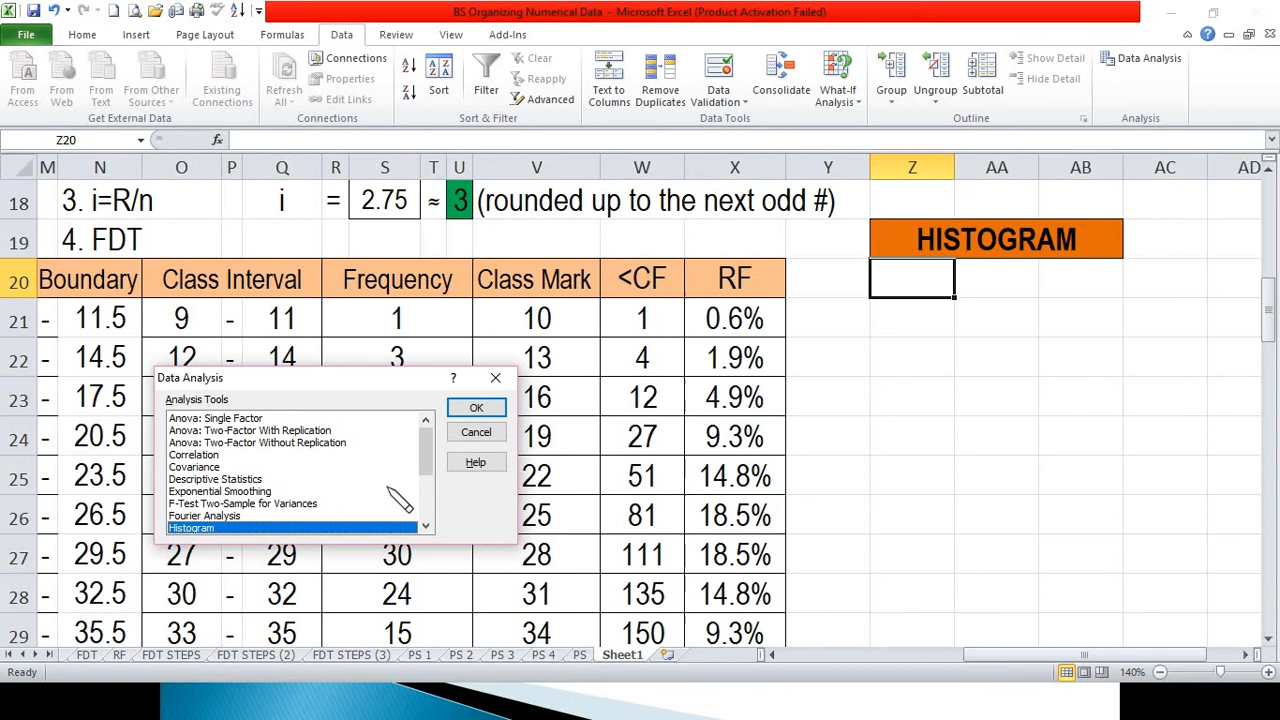 BS Organizing Numerical Data - Microsoft Excel (Product Activation Failed)
File Home Insert Page Layout Formulas Data Review View Add-Ins
From Access
From Web
From Text
From Other Sources
Existing Connections
Get External Data
Refresh All
Connections
Properties
Edit Links
Connections
Sort
Filter
Clear
Reapply
Advanced
Sort & Filter
Text to Columns
Remove Duplicates
Data Validation
Consolidate
What-If Analysis
Data Tools
Group
Ungroup
Subtotal
Show Detail
Hide Detail
Outline
Data Analysis
Analysis
Z20 fx
M N O P Q R S T U V W X Y Z AA AB AC AD
18 3. i=R/n i = 2.75 ≈ 3 (rounded up to the next odd #)
19 4. FDT HISTOGRAM
20 Boundary Class Interval Frequency Class Mark <CF RF
21 - 11.5 9 - 11 1 10 1 0.6%
22 - 14.5 12 - 14 3 13 4 1.9%
23 - 17.5 16 12 4.9%
24 - 20.5 19 27 9.3%
25 - 23.5 22 51 14.8%
26 - 26.5 25 81 18.5%
27 - 29.5 27 - 29 30 28 111 18.5%
28 - 32.5 30 - 32 24 31 135 14.8%
29 - 35.5 33 - 35 15 34 150 9.3%
Data Analysis ?
Analysis Tools
Anova: Single Factor
Anova: Two-Factor With Replication
Anova: Two-Factor Without Replication
Correlation
Covariance
Descriptive Statistics
Exponential Smoothing
F-Test Two-Sample for Variances
Fourier Analysis
Histogram
OK
Cancel
Help
FDT RF FDT STEPS FDT STEPS (2) FDT STEPS (3) PS 1 PS 2 PS 3 PS 4 PS Sheet1
Ready 140%